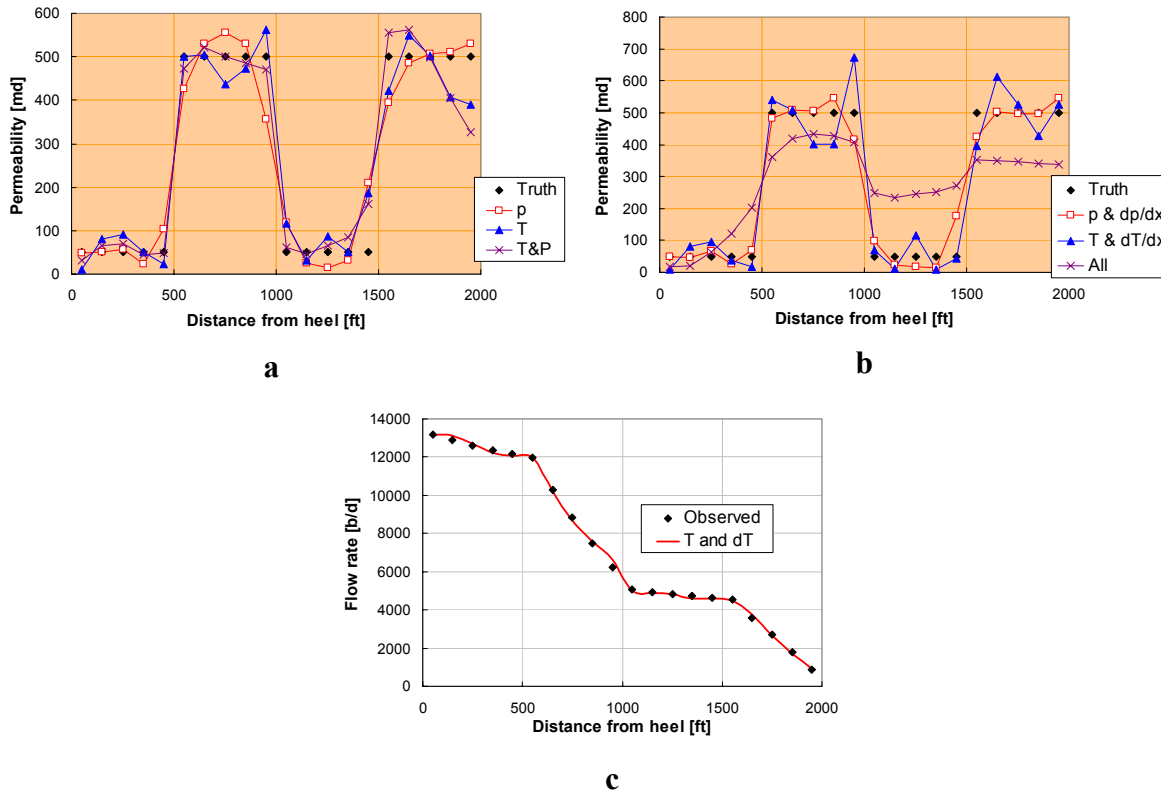 600
500
400
300
200
100
0
Permeability [md]
0 500 1000 1500 2000
Distance from heel [ft]
Truth
p
T
T&P
a
800
700
600
500
400
300
200
100
0
Permeability [md]
0 500 1000 1500 2000
Distance from heel [ft]
Truth
p & dp/dx
T & dT/dx
All
b
14000
12000
10000
8000
6000
4000
2000
0
Flow rate [b/d]
0 500 1000 1500 2000
Distance from heel [ft]
Observed
T and dT
c